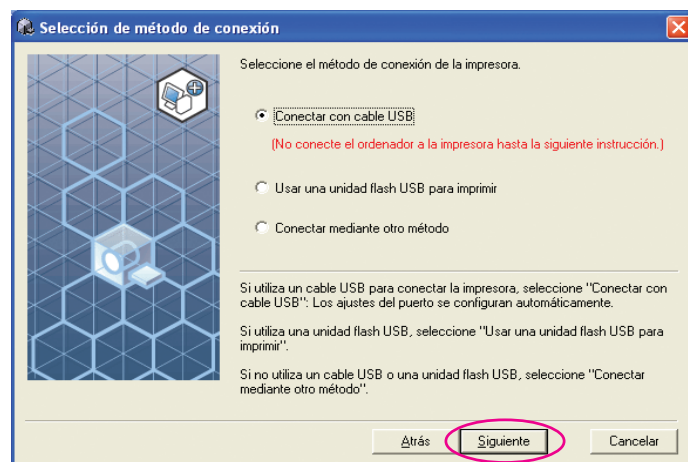 Selección de método de conexión
Seleccione el método de conexión de la impresora.
Conectar con cable USB
(No conecte el ordenador a la impresora hasta la siguiente instrucción.)
Usar una unidad flash USB para imprimir
Conectar mediante otro método
Si utiliza un cable USB para conectar la impresora, seleccione "Conectar con
cable USB": Los ajustes del puerto se configuran automáticamente.
Si utiliza una unidad flash USB, seleccione "Usar una unidad flash USB para
imprimir".
Si no utiliza un cable USB o una unidad flash USB, seleccione "Conectar
mediante otro método".
Atrás
Siguiente
Cancelar